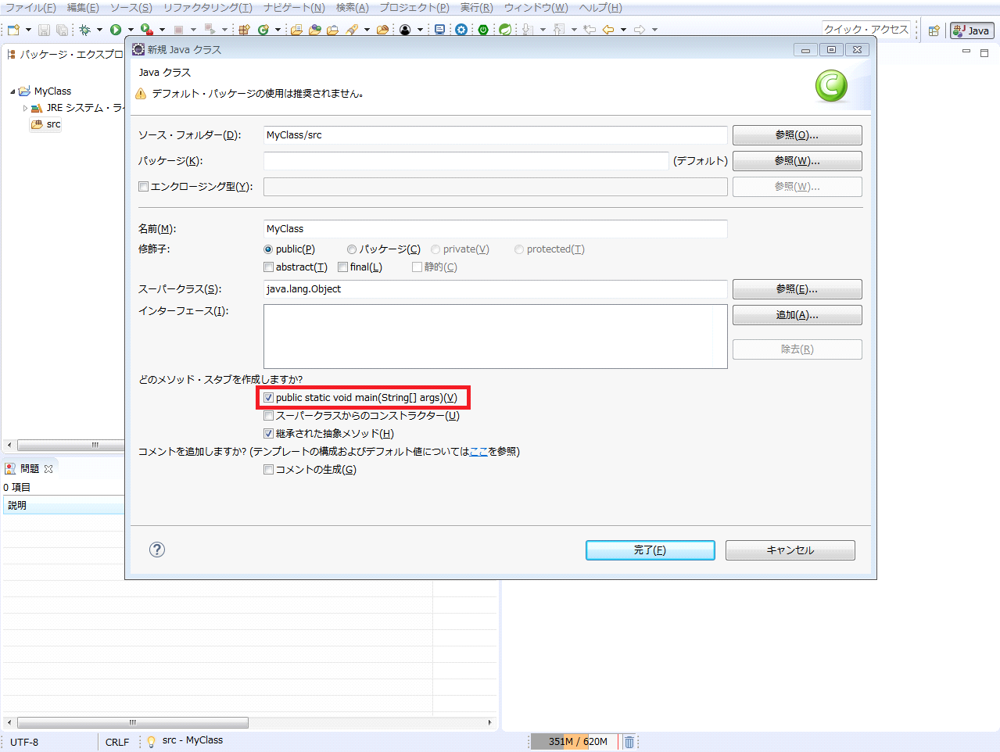 ファイル(F) 編集(E) ソース(S) リファクタリング(T) ナビゲート(N) 検索(A) プロジェクト(P) 実行(R) ウィンドウ(W) ヘルプ(H)
クイック・アクセス
Java
パッケージ・エクスプロ
MyClass
JRE システム・ラ
src
新規 Java クラス
Java クラス
デフォルト・パッケージの使用は推奨されません。
ソース・フォルダー(D): MyClass/src 参照(O)...
パッケージ(K): (デフォルト) 参照(W)...
エンクロージング型(Y): 参照(W)...
名前(M): MyClass
修飾子: public(P) パッケージ(C) private(V) protected(T)
abstract(T) final(L) 静的(C)
スーパークラス(S): java.lang.Object 参照(E)...
インターフェース(I): 追加(A)...
除去(R)
どのメソッド・スタブを作成しますか?
public static void main(String[] args)(V)
スーパークラスからのコンストラクター(U)
継承された抽象メソッド(H)
コメントを追加しますか? (テンプレートの構成およびデフォルト値についてはここを参照)
コメントの生成(G)
完了(F) キャンセル
問題
0 項目
説明
UTF-8 CRLF src - MyClass 351M / 620M